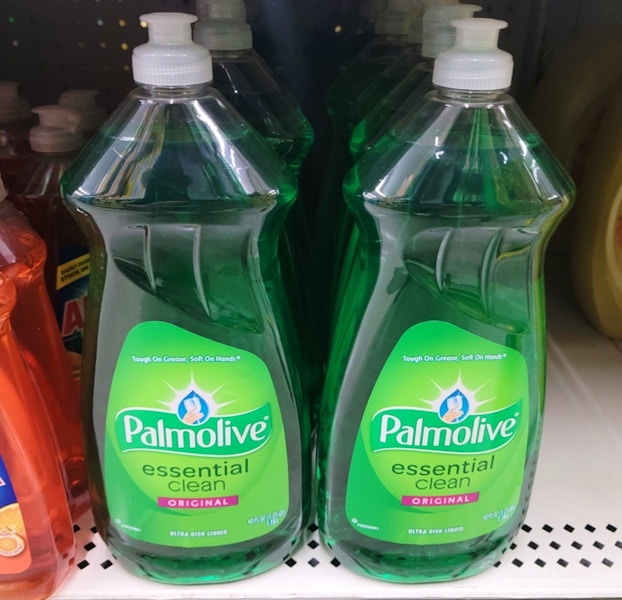 Tough On Grease, Soft On Hands*
Palmolive
essential
clean
ORIGINAL
ULTRA DISH LIQUID
Tough On Grease, Soft On Hands*
Palmolive
essential
clean
ORIGINAL
ULTRA DISH LIQUID